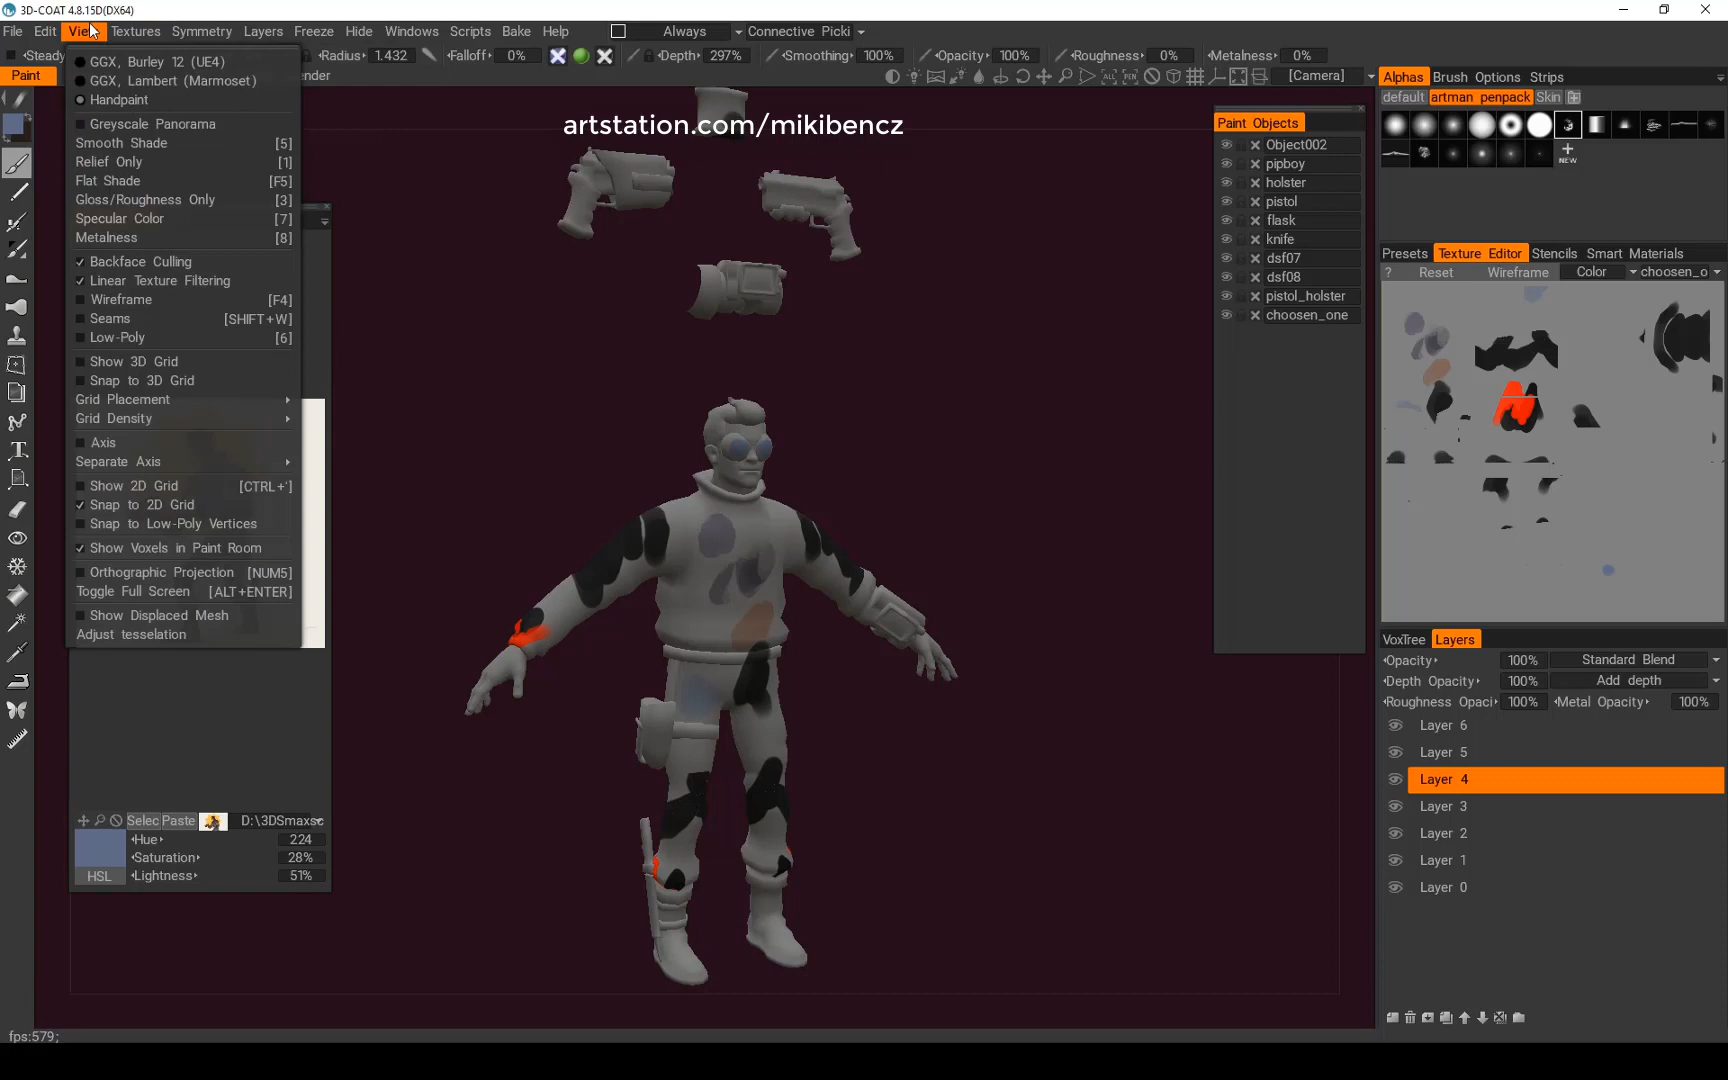 3D-COAT 4.8.15D(DX64)
File Edit View Textures Symmetry Layers Freeze Hide Windows Scripts Bake Help Always Connective Picki
Steady Radius 1.432 Falloff 0% Depth 297% Smoothing 100% Opacity 100% Roughness 0% Metalness 0%
Paint
ender
[Camera]
Alphas Brush Options Strips
default artman penpack Skin
NEW
GGX, Burley 12 (UE4)
GGX, Lambert (Marmoset)
Handpaint
Greyscale Panorama
Smooth Shade [5]
Relief Only [1]
Flat Shade [F5]
Gloss/Roughness Only [3]
Specular Color [7]
Metalness [8]
Backface Culling
Linear Texture Filtering
Wireframe [F4]
Seams [SHIFT+W]
Low-Poly [6]
Show 3D Grid
Snap to 3D Grid
Grid Placement
Grid Density
Axis
Separate Axis
Show 2D Grid [CTRL+']
Snap to 2D Grid
Snap to Low-Poly Vertices
Show Voxels in Paint Room
Orthographic Projection [NUM5]
Toggle Full Screen [ALT+ENTER]
Show Displaced Mesh
Adjust tesselation
artstation.com/mikibencz
Paint Objects
Object002
pipboy
holster
pistol
flask
knife
dsf07
dsf08
pistol_holster
choosen_one
Presets Texture Editor Stencils Smart Materials
? Reset Wireframe Color choosen_o
VoxTree Layers
Opacity 100% Standard Blend
Depth Opacity 100% Add depth
Roughness Opaci 100% Metal Opacity 100%
Layer 6
Layer 5
Layer 4
Layer 3
Layer 2
Layer 1
Layer 0
Selec Paste D:\3DSmaxsc
Hue 224
Saturation 28%
HSL Lightness 51%
fps:579;